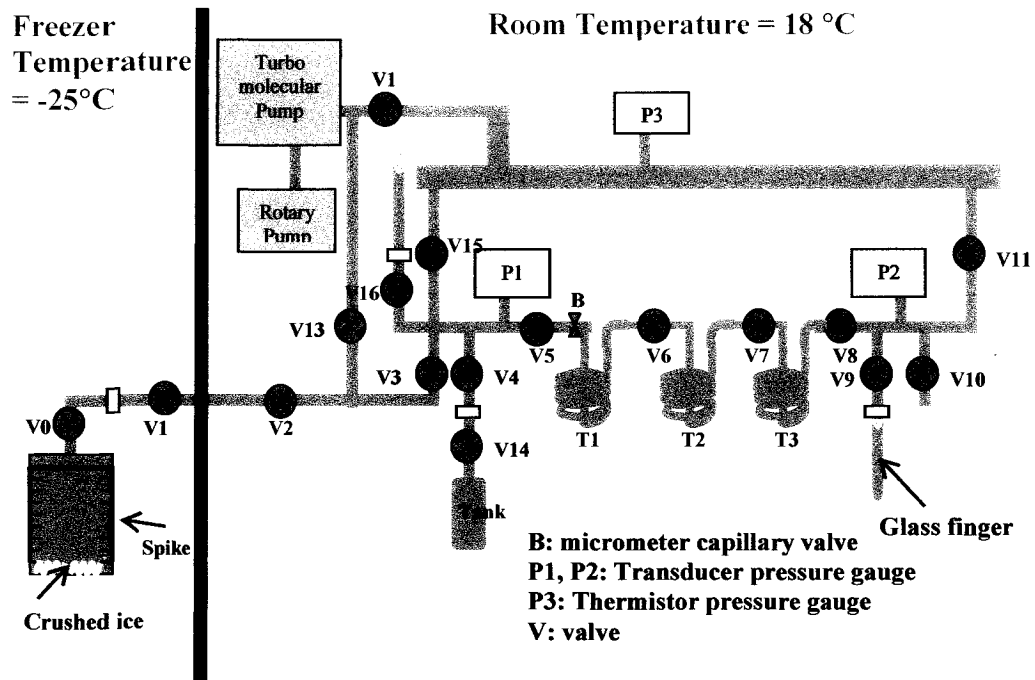 Freezer
Temperature
= -25°C
Room Temperature = 18 °C
Turbo
molecular
Pump
V1
P3
Rotary
Pump
V15
P1
P2
V11
V16
B
V13
V5
V6
V7
V8
V3
V4
V9
V10
V0
V1
V2
T1
T2
T3
V14
Tank
Spike
Glass finger
Crushed ice
B: micrometer capillary valve
P1, P2: Transducer pressure gauge
P3: Thermistor pressure gauge
V: valve